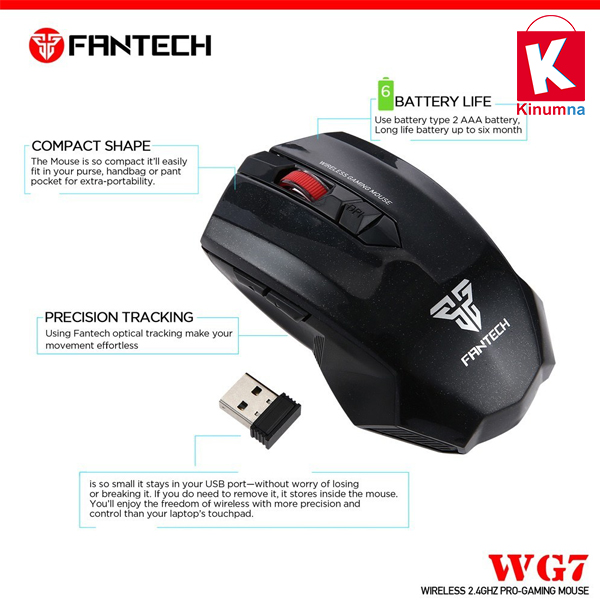 FANTECH
K
Kinumna
6
BATTERY LIFE
Use battery type 2 AAA battery,
Long life battery up to six month
COMPACT SHAPE
The Mouse is so compact it'll easily
fit in your purse, handbag or pant
pocket for extra-portability.
WIRELESS GAMING MOUSE
DPI
PRECISION TRACKING
Using Fantech optical tracking make your
movement effortless
FANTECH
is so small it stays in your USB port—without worry of losing
or breaking it. If you do need to remove it, it stores inside the mouse.
You'll enjoy the freedom of wireless with more precision and
control than your laptop's touchpad.
WG7
WIRELESS 2.4GHZ PRO-GAMING MOUSE